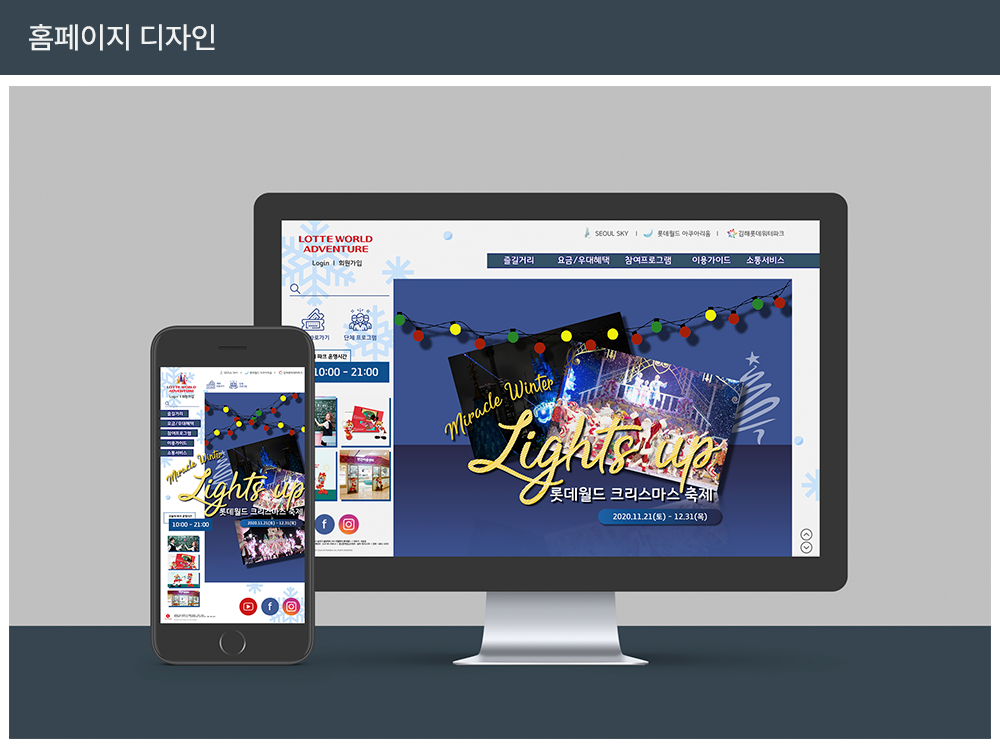 홈페이지 디자인
LOTTE WORLD
ADVENTURE
Login I 회원가입
SEOUL SKY I 롯데월드 아쿠아리움 I 김해롯데워터파크
즐길거리 요금/우대혜택 참여프로그램 이용가이드 소통서비스
바로가기 단체 프로그램
파크 운영시간
10:00 - 21:00
Miracle Winter
Lights up
롯데월드 크리스마스 축제
2020.11.21(토) - 12.31(목)
LOTTE WORLD
ADVENTURE
Login I 회원가입
즐길거리
요금/우대혜택
참여프로그램
이용가이드
소통서비스
Miracle Winter
Lights up
롯데월드 크리스마스 축제
2020.11.21(토) - 12.31(목)
10:00 - 21:00